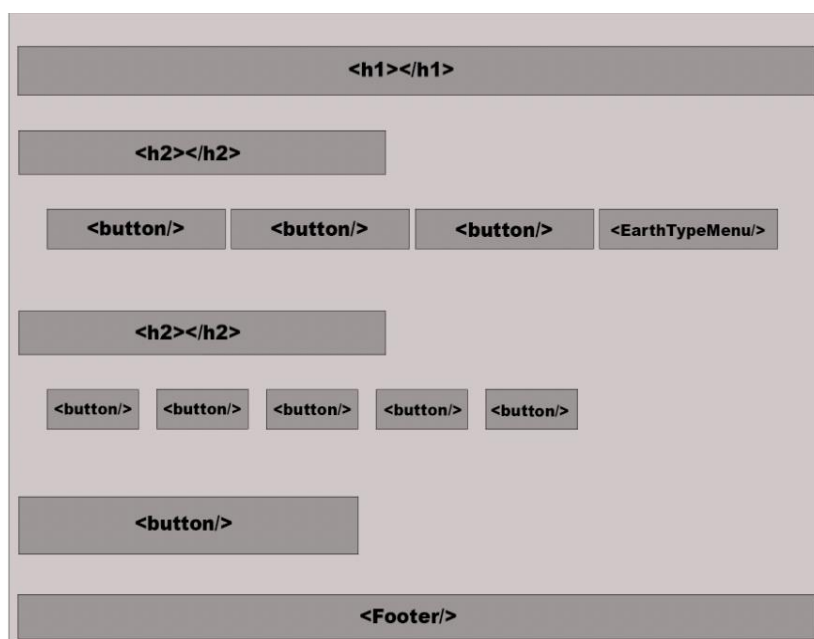 <h1></h1>
<h2></h2>
<button/> <button/> <button/> <EarthTypeMenu/>
<h2></h2>
<button/> <button/> <button/> <button/> <button/>
<button/>
<Footer/>